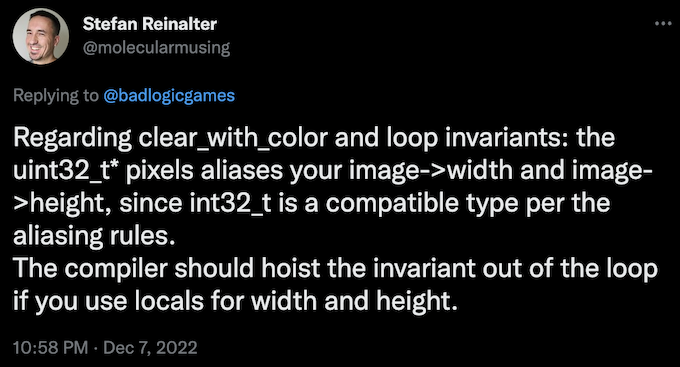 Stefan Reinalter
@molecularmusing
Replying to @badlogicgames
Regarding clear_with_color and loop invariants: the
uint32_t* pixels aliases your image->width and image-
>height, since int32_t is a compatible type per the
aliasing rules.
The compiler should hoist the invariant out of the loop
if you use locals for width and height.
10:58 PM · Dec 7, 2022